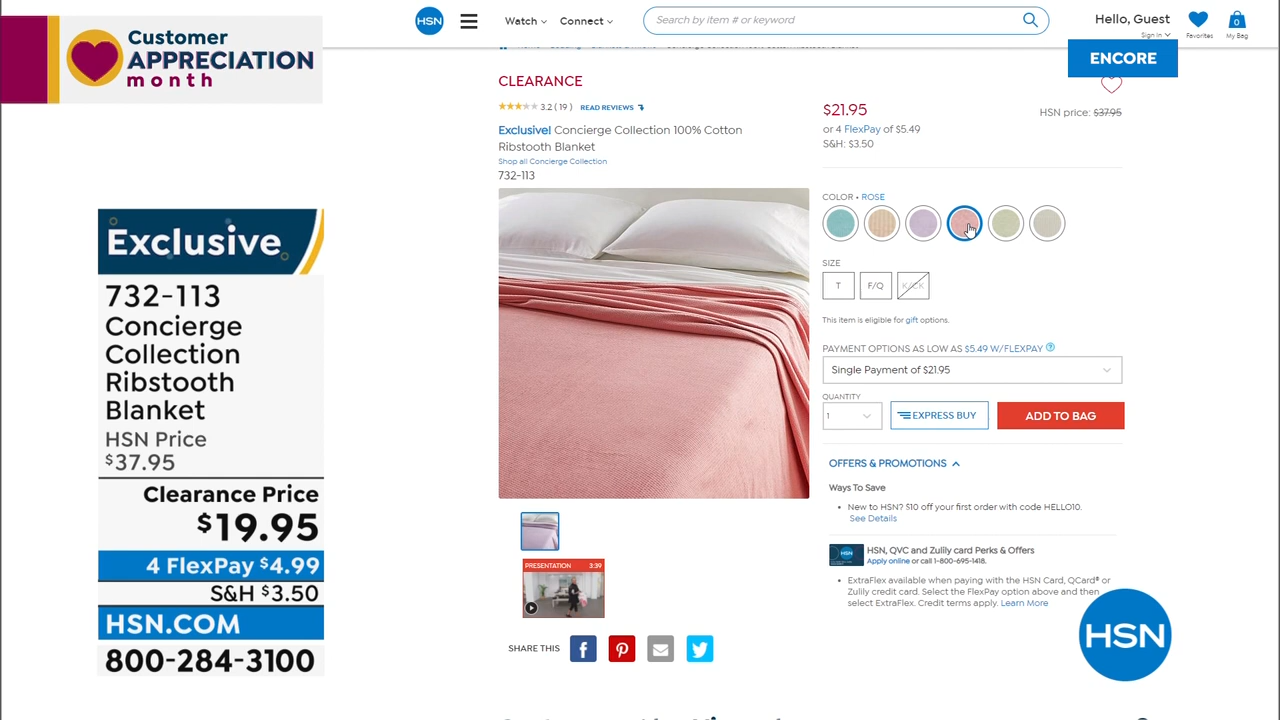 Customer
APPRECIATION
month
HSN
Watch
Connect
Search by item # or keyword
Hello, Guest
Sign In
Favorites
0
My Bag
ENCORE
CLEARANCE
3.2 ( 19 ) READ REVIEWS
Exclusive! Concierge Collection 100% Cotton
Ribstooth Blanket
Shop all Concierge Collection
732-113
$21.95
HSN price: $37.95
or 4 FlexPay of $5.49
S&H: $3.50
COLOR • ROSE
SIZE
T
F/Q
K/CK
This item is eligible for gift options.
PAYMENT OPTIONS AS LOW AS $5.49 W/FLEXPAY ?
Single Payment of $21.95
QUANTITY
1
EXPRESS BUY
ADD TO BAG
OFFERS & PROMOTIONS
Ways To Save
• New to HSN? $10 off your first order with code HELLO10.
See Details
HSN
HSN, QVC and Zulily card Perks & Offers
Apply online or call 1-800-695-1418.
• ExtraFlex available when paying with the HSN Card, QCard® or
Zulily credit card. Select the FlexPay option above and then
select ExtraFlex. Credit terms apply. Learn More
PRESENTATION 3:39
SHARE THIS
Exclusive
732-113
Concierge
Collection
Ribstooth
Blanket
HSN Price
$37.95
Clearance Price
$19.95
4 FlexPay $4.99
S&H $3.50
HSN.COM
800-284-3100
HSN